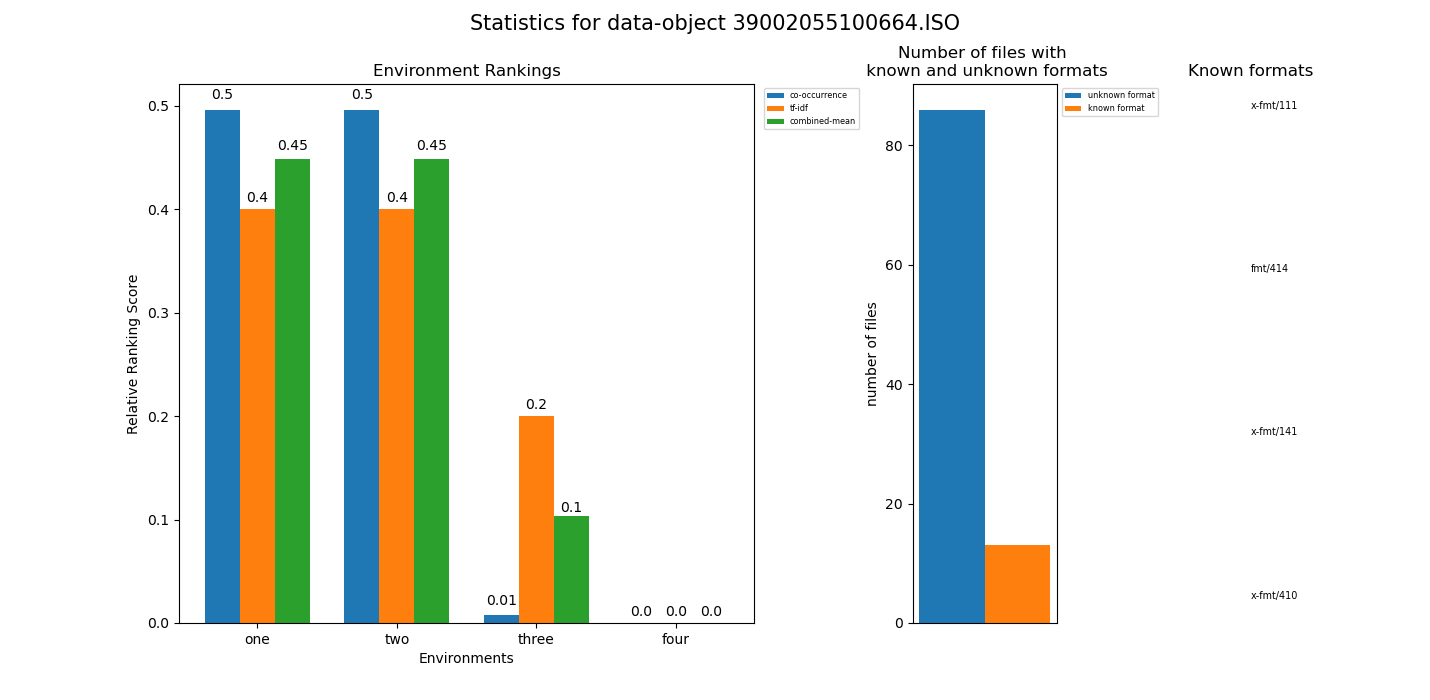 Statistics for data-object 39002055100664.ISO
Environment Rankings
0.5
0.4
0.3
0.2
0.1
0.0
Relative Ranking Score
0.5
0.4
0.45
0.5
0.4
0.45
0.01
0.2
0.1
0.0
0.0
0.0
one
two
three
four
Environments
co-occurrence
tf-idf
combined-mean
Number of files with
known and unknown formats
80
60
40
20
0
number of files
unknown format
known format
Known formats
x-fmt/111
fmt/414
x-fmt/141
x-fmt/410